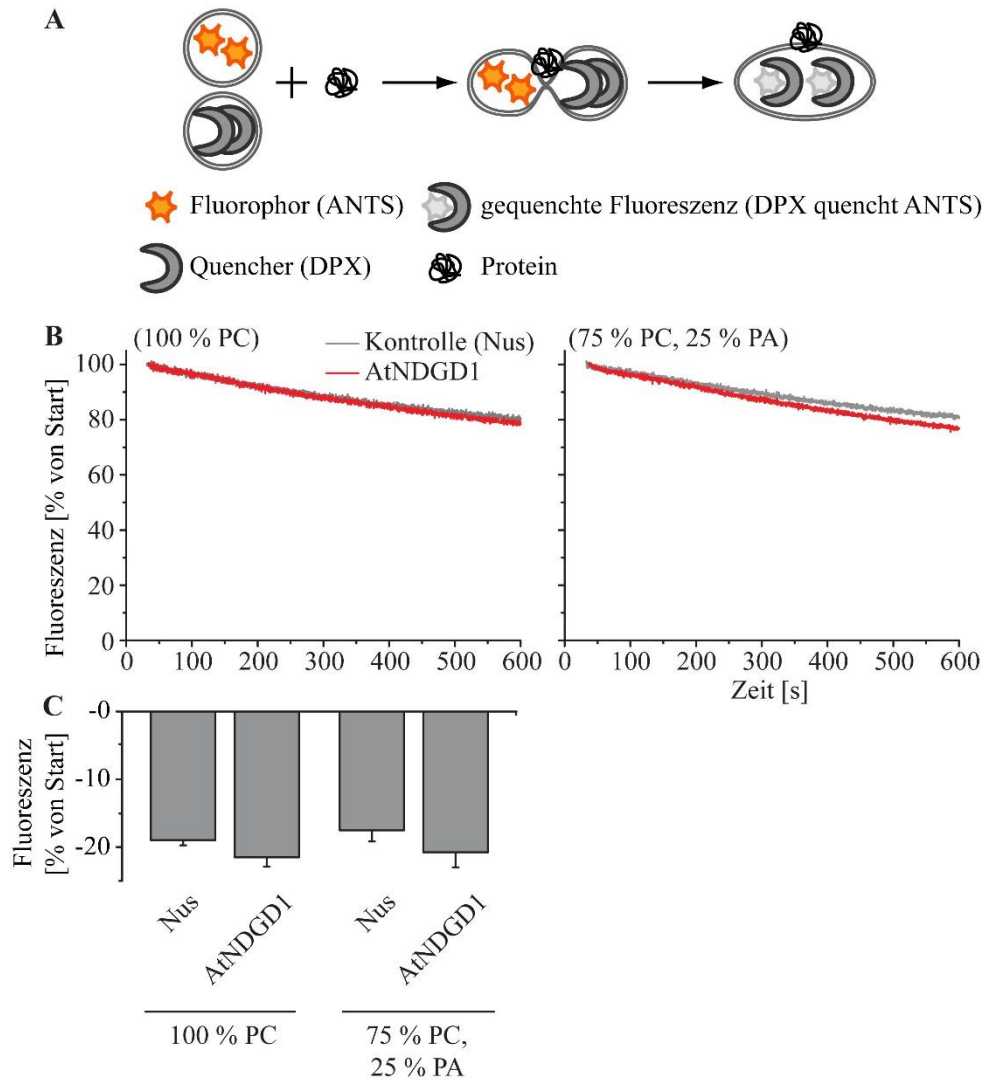 A
Fluorophor (ANTS)
gequenchte Fluoreszenz (DPX quencht ANTS)
Quencher (DPX)
Protein
B
(100 % PC)
Kontrolle (Nus)
AtNDGD1
(75 % PC, 25 % PA)
Fluoreszenz [% von Start]
100
80
60
40
20
0
0 100 200 300 400 500 600
0 100 200 300 400 500 600
Zeit [s]
C
Fluoreszenz
[% von Start]
-0
-10
-20
Nus
AtNDGD1
Nus
AtNDGD1
100 % PC
75 % PC,
25 % PA